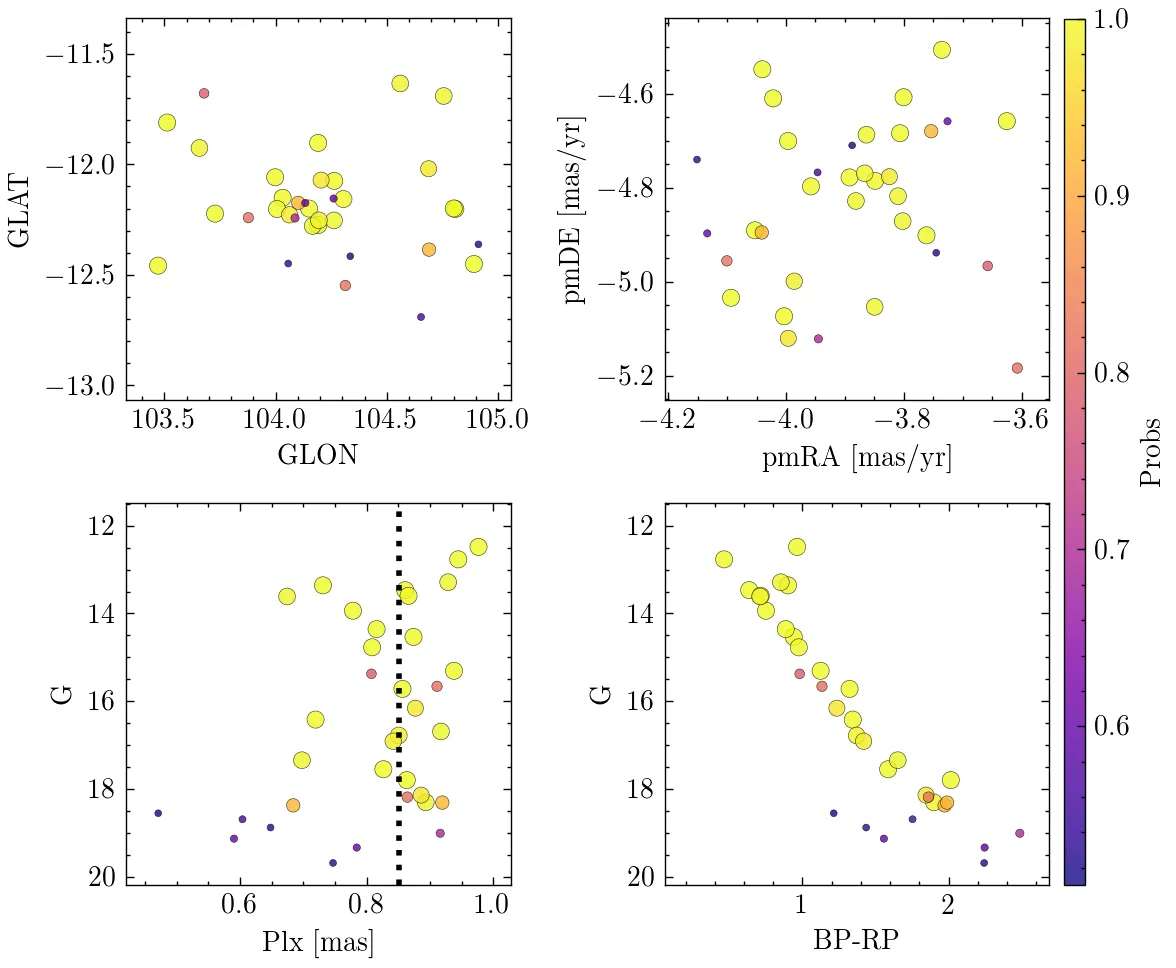 −11.5
−12.0
−12.5
−13.0
GLAT
103.5 104.0 104.5 105.0
GLON
−4.6
−4.8
−5.0
−5.2
pmDE [mas/yr]
−4.2 −4.0 −3.8 −3.6
pmRA [mas/yr]
12
14
16
18
20
G
0.6 0.8 1.0
Plx [mas]
12
14
16
18
20
G
1 2
BP-RP
1.0
0.9
0.8
0.7
0.6
Probs